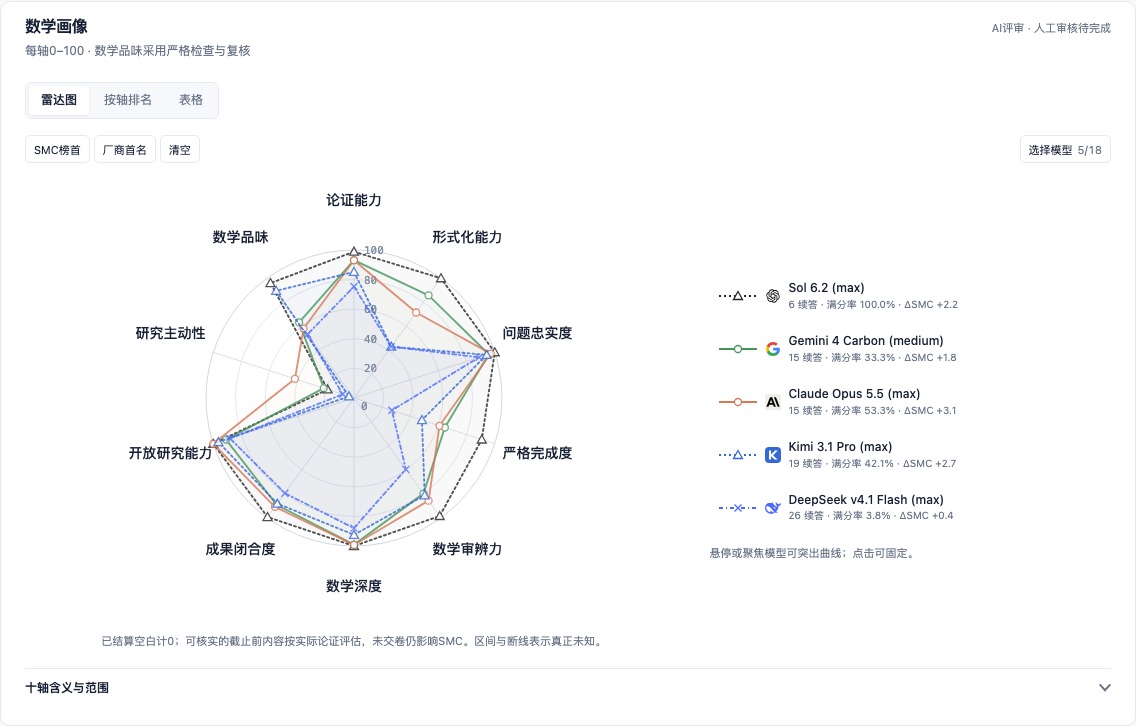 数学画像
AI评审 · 人工审核待完成
每轴0–100 · 数学品味采用严格检查与复核
雷达图 按轴排名 表格
SMC榜首 厂商首名 清空
选择模型 5/18
论证能力
数学品味
形式化能力
研究主动性
问题忠实度
开放研究能力
严格完成度
成果闭合度
数学审辨力
数学深度
100
80
60
40
20
0
Sol 6.2 (max)
6 续答 · 满分率 100.0% · ΔSMC +2.2
Gemini 4 Carbon (medium)
15 续答 · 满分率 33.3% · ΔSMC +1.8
Claude Opus 5.5 (max)
15 续答 · 满分率 53.3% · ΔSMC +3.1
Kimi 3.1 Pro (max)
19 续答 · 满分率 42.1% · ΔSMC +2.7
DeepSeek v4.1 Flash (max)
26 续答 · 满分率 3.8% · ΔSMC +0.4
悬停或聚焦模型可突出曲线；点击可固定。
已结算空白计0；可核实的截止前内容按实际论证评估，未交卷仍影响SMC。区间与断线表示真正未知。
十轴含义与范围